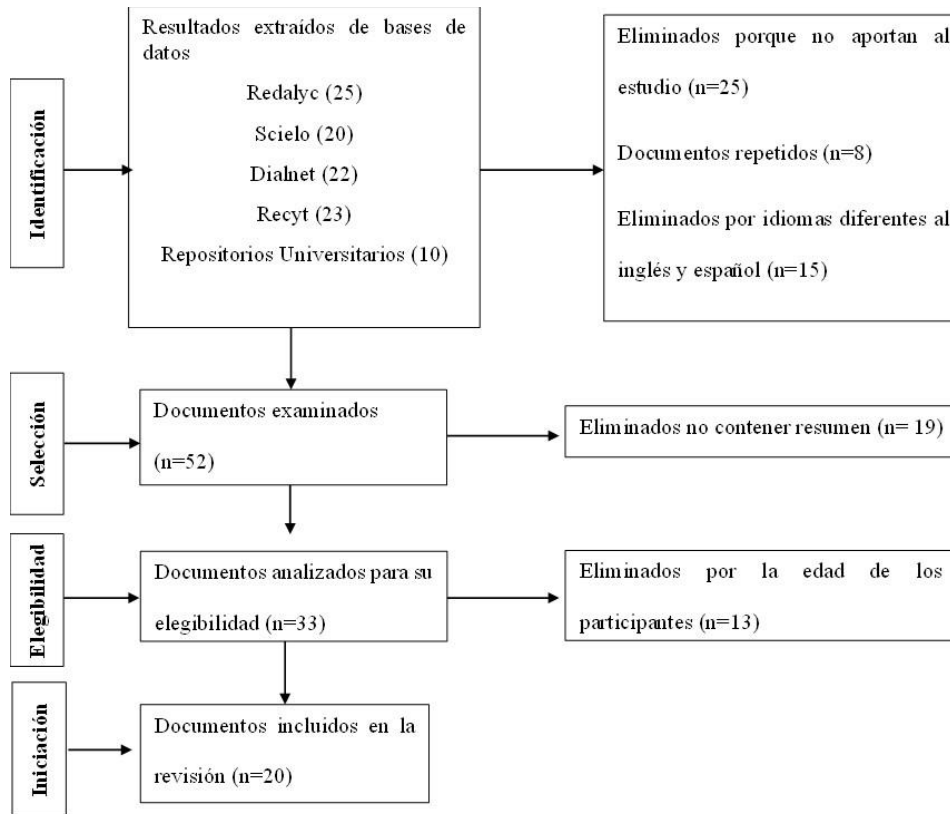 Identificación
Resultados extraídos de bases de
datos
Redalyc (25)
Scielo (20)
Dialnet (22)
Recyt (23)
Repositorios Universitarios (10)
Eliminados porque no aportan al
estudio (n=25)
Documentos repetidos (n=8)
Eliminados por idiomas diferentes al
inglés y español (n=15)
Selección
Documentos examinados
(n=52)
Eliminados no contener resumen (n= 19)
Elegibilidad
Documentos analizados para su
elegibilidad (n=33)
Eliminados por la edad de los
participantes (n=13)
Iniciación
Documentos incluidos en la
revisión (n=20)